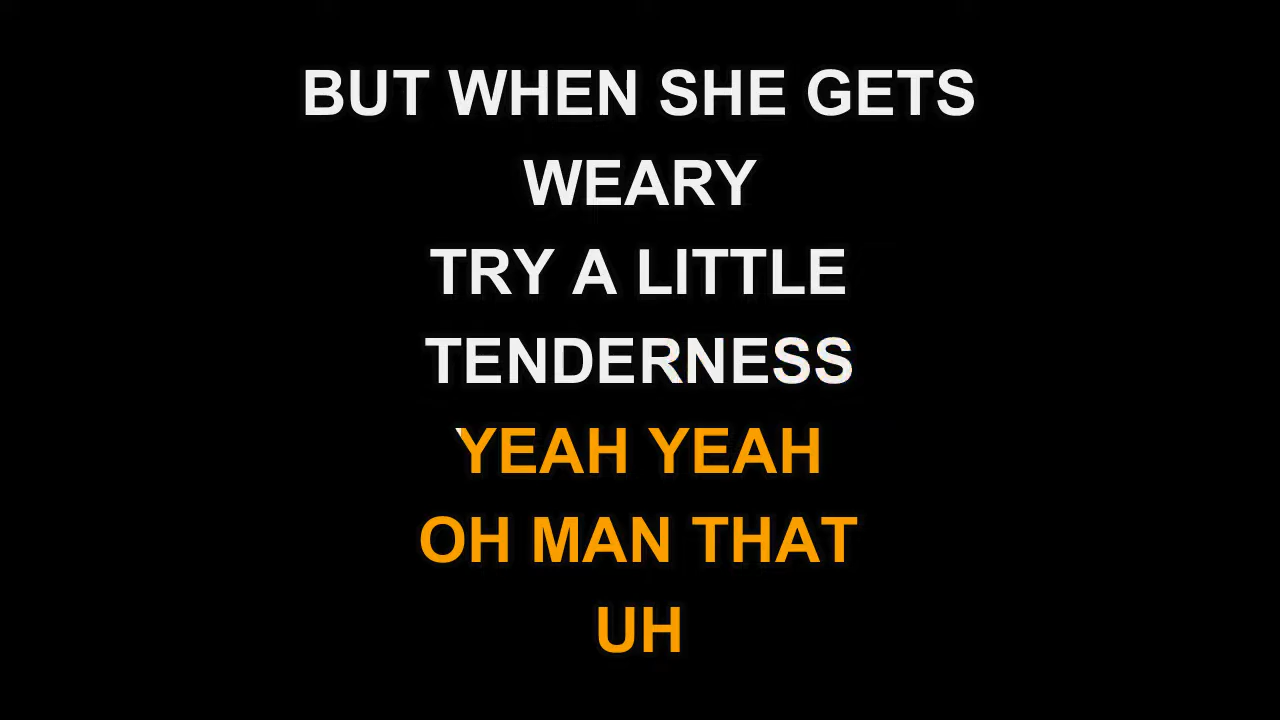 BUT WHEN SHE GETS
WEARY
TRY A LITTLE
TENDERNESS
YEAH YEAH
OH MAN THAT
UH